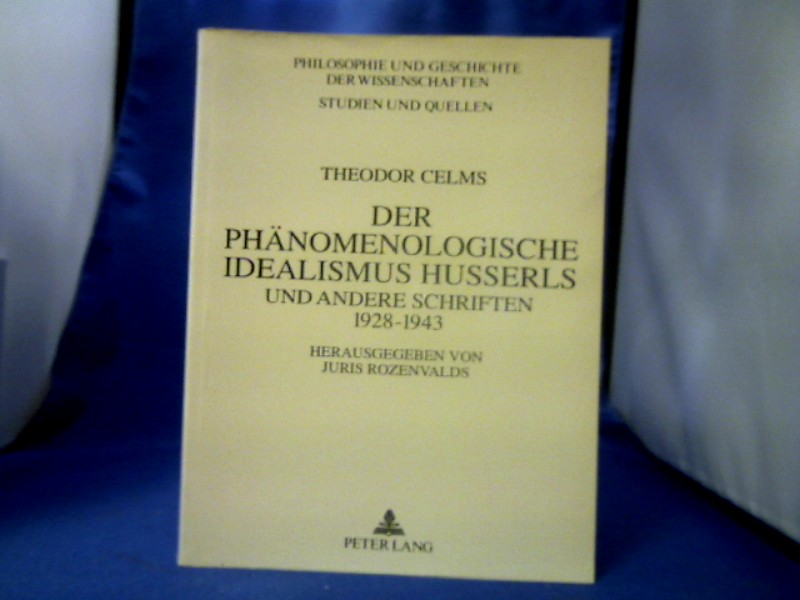 PHILOSOPHIE UND GESCHICHTE
DER WISSENSCHAFTEN
STUDIEN UND QUELLEN
THEODOR CELMS
DER
PHÄNOMENOLOGISCHE
IDEALISMUS HUSSERLS
UND ANDERE SCHRIFTEN
1928-1943
HERAUSGEGEBEN VON
JURIS ROZENVALDS
PETER LANG